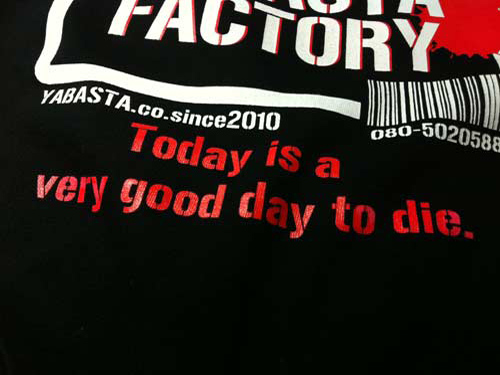 FACTORY
YABASTA.co.since2010
080-5020588
Today is a
very good day to die.